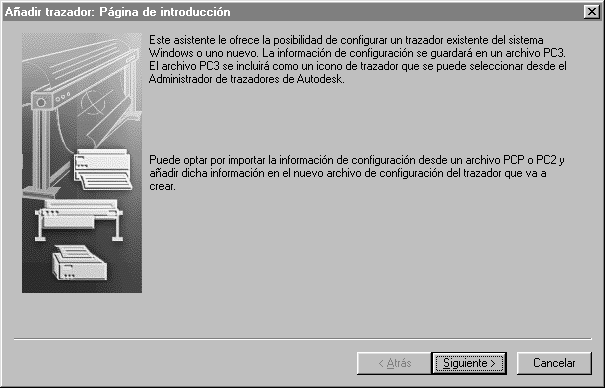 Añadir trazador: Página de introducción
Este asistente le ofrece la posibilidad de configurar un trazador existente del sistema
Windows o uno nuevo. La información de configuración se guardará en un archivo PC3.
El archivo PC3 se incluirá como un icono de trazador que se puede seleccionar desde el
Administrador de trazadores de Autodesk.
Puede optar por importar la información de configuración desde un archivo PCP o PC2 y
añadir dicha información en el nuevo archivo de configuración del trazador que va a
crear.
< Atrás
Siguiente >
Cancelar